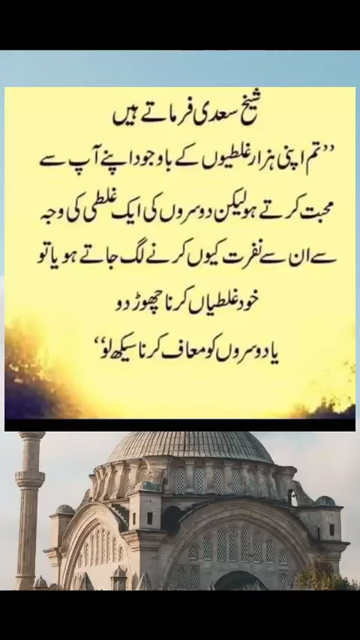 شیخ سعدی فرماتے ہیں
’’تم اپنی ہزار غلطیوں کے باوجود اپنے آپ سے
محبت کرتے ہو لیکن دوسروں کی ایک غلطی کی وجہ
سے ان سے نفرت کیوں کرنے لگ جاتے ہو یا تو
خود غلطیاں کرنا چھوڑ دو
یا دوسروں کو معاف کرنا سیکھ لو‘‘